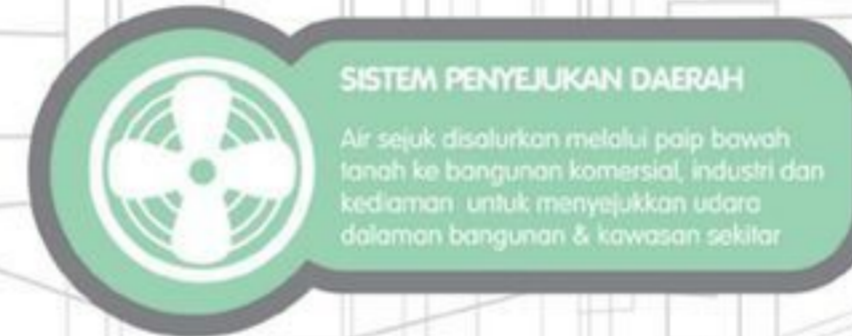 SISTEM PENYEJUKAN DAERAH
Air sejuk disalurkan melalui paip bawah
tanah ke bangunan komersial, industri dan
kediaman untuk menyejukkan udara
dalaman bangunan & kawasan sekitar